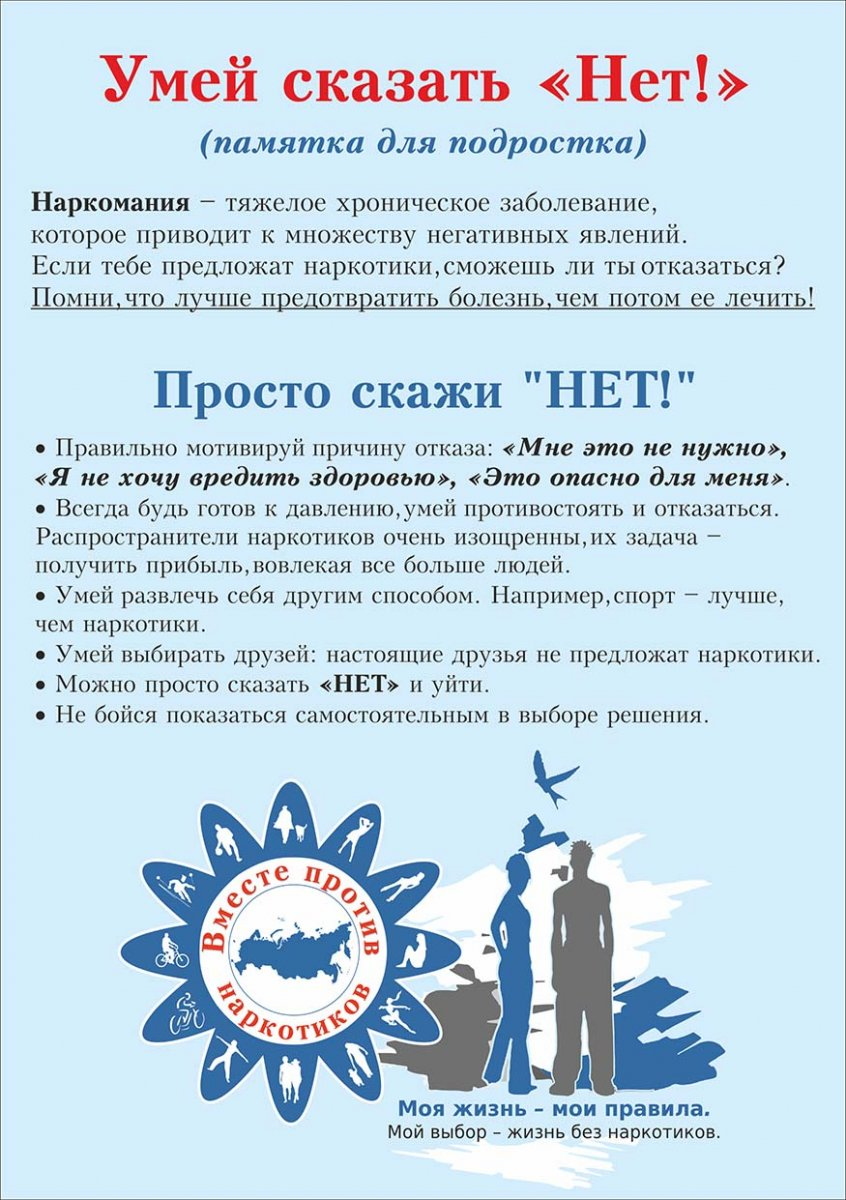 Умей сказать «Нет!»
(памятка для подростка)
Наркомания – тяжелое хроническое заболевание,
которое приводит к множеству негативных явлений.
Если тебе предложат наркотики,сможешь ли ты отказаться?
Помни,что лучше предотвратить болезнь,чем потом ее лечить!
Просто скажи "НЕТ!"
• Правильно мотивируй причину отказа: «Мне это не нужно»,
«Я не хочу вредить здоровью», «Это опасно для меня».
• Всегда будь готов к давлению,умей противостоять и отказаться.
Распространители наркотиков очень изощренны,их задача –
получить прибыль,вовлекая все больше людей.
• Умей развлечь себя другим способом. Например,спорт – лучше,
чем наркотики.
• Умей выбирать друзей: настоящие друзья не предложат наркотики.
• Можно просто сказать «НЕТ» и уйти.
• Не бойся показаться самостоятельным в выборе решения.
Вместе против
наркотиков
Моя жизнь – мои правила.
Мой выбор – жизнь без наркотиков.